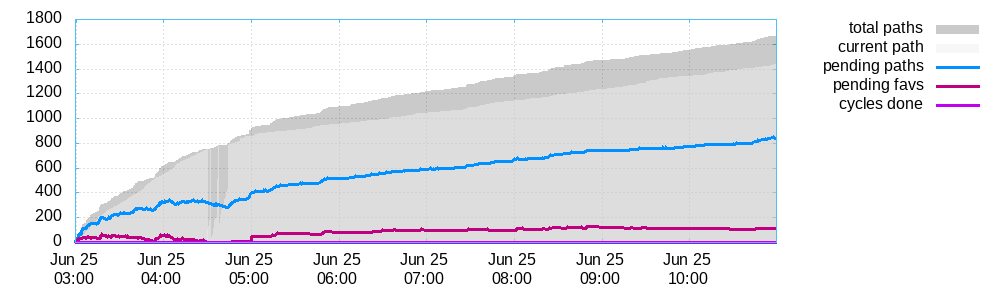 1800
1600
1400
1200
1000
800
600
400
200
0
Jun 25 03:00
Jun 25 04:00
Jun 25 05:00
Jun 25 06:00
Jun 25 07:00
Jun 25 08:00
Jun 25 09:00
Jun 25 10:00
total paths
current path
pending paths
pending favs
cycles done